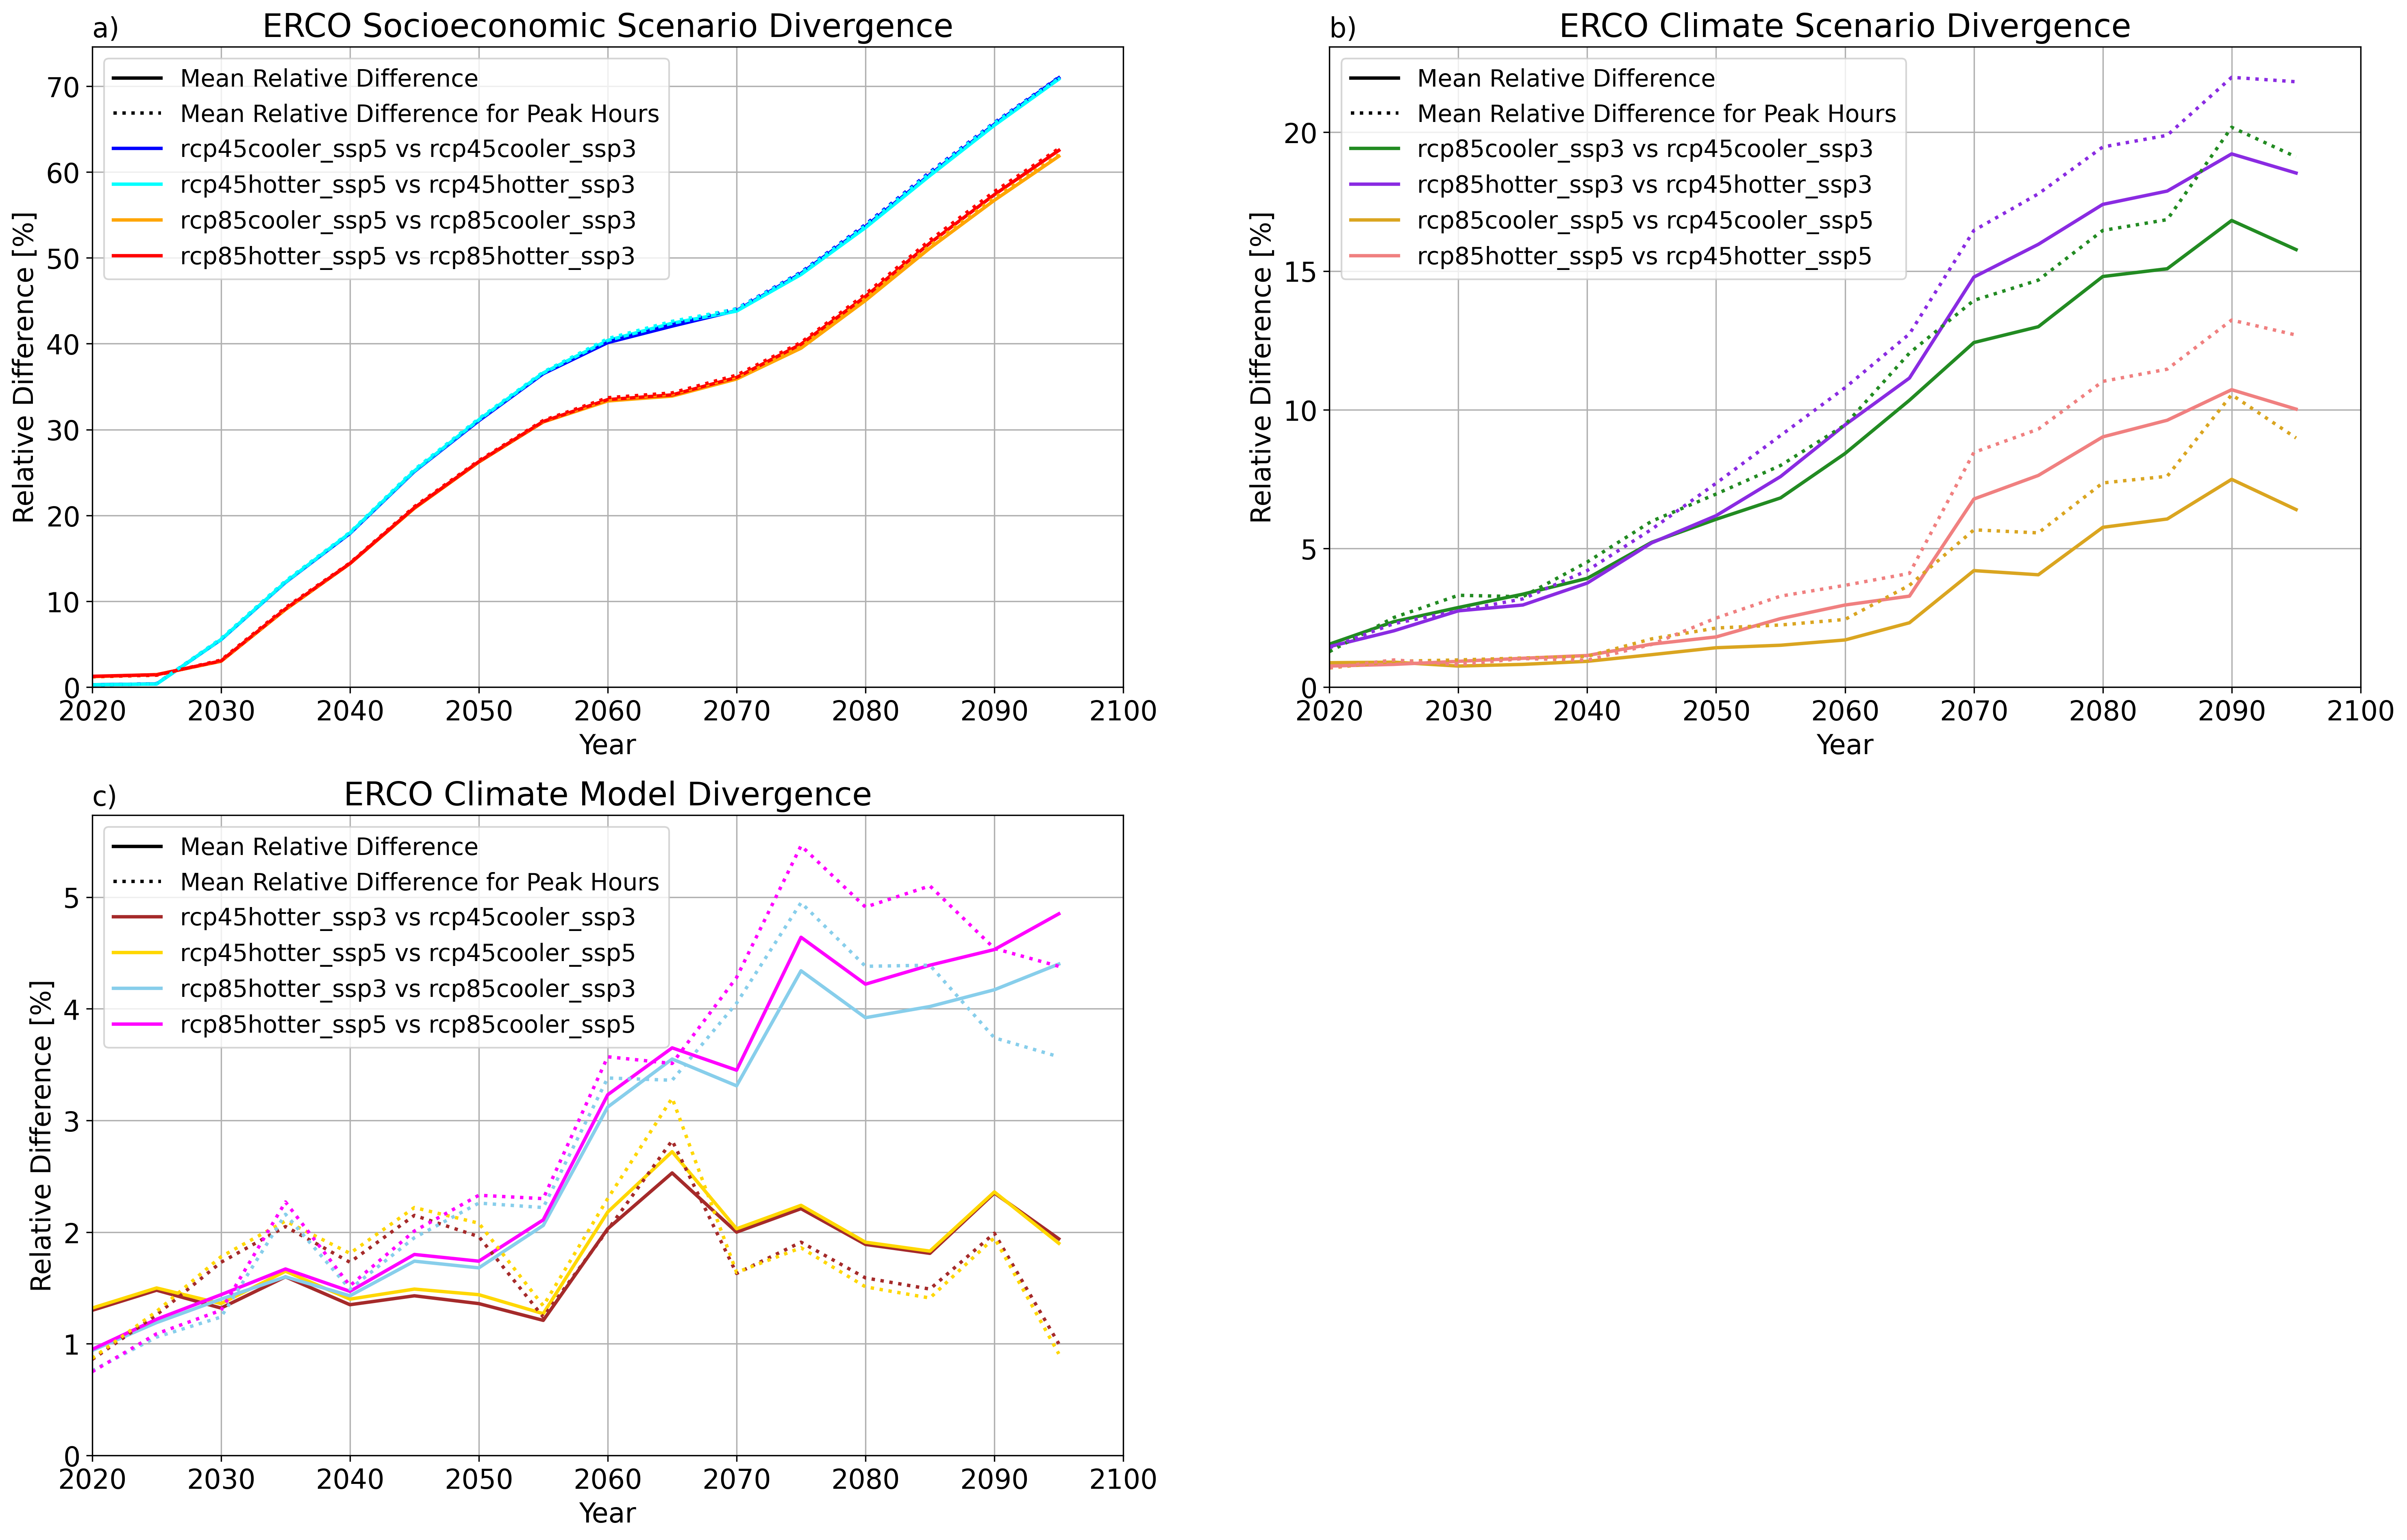 a)
ERCO Socioeconomic Scenario Divergence
Mean Relative Difference
Mean Relative Difference for Peak Hours
rcp45cooler_ssp5 vs rcp45cooler_ssp3
rcp45hotter_ssp5 vs rcp45hotter_ssp3
rcp85cooler_ssp5 vs rcp85cooler_ssp3
rcp85hotter_ssp5 vs rcp85hotter_ssp3
Relative Difference [%]
70
60
50
40
30
20
10
0
2020 2030 2040 2050 2060 2070 2080 2090 2100
Year
b)
ERCO Climate Scenario Divergence
Mean Relative Difference
Mean Relative Difference for Peak Hours
rcp85cooler_ssp3 vs rcp45cooler_ssp3
rcp85hotter_ssp3 vs rcp45hotter_ssp3
rcp85cooler_ssp5 vs rcp45cooler_ssp5
rcp85hotter_ssp5 vs rcp45hotter_ssp5
Relative Difference [%]
20
15
10
5
0
2020 2030 2040 2050 2060 2070 2080 2090 2100
Year
c)
ERCO Climate Model Divergence
Mean Relative Difference
Mean Relative Difference for Peak Hours
rcp45hotter_ssp3 vs rcp45cooler_ssp3
rcp45hotter_ssp5 vs rcp45cooler_ssp5
rcp85hotter_ssp3 vs rcp85cooler_ssp3
rcp85hotter_ssp5 vs rcp85cooler_ssp5
Relative Difference [%]
5
4
3
2
1
0
2020 2030 2040 2050 2060 2070 2080 2090 2100
Year